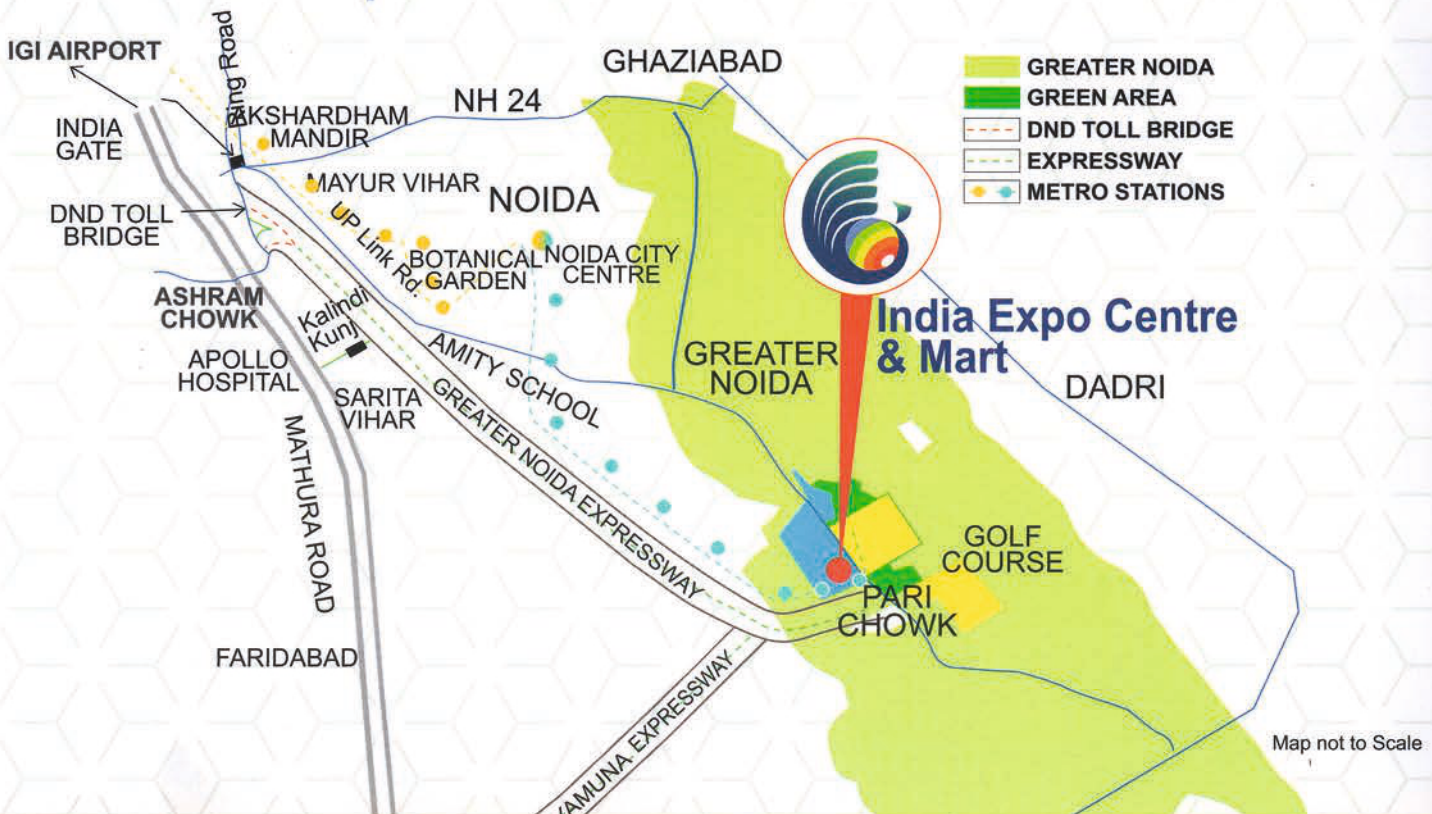 IGI AIRPORT
Ring Road
GHAZIABAD
NH 24
AKSHARDHAM
MANDIR
INDIA
GATE
MAYUR VIHAR
NOIDA
DND TOLL
BRIDGE
UP Link Rd.
BOTANICAL
GARDEN
NOIDA CITY
CENTRE
ASHRAM
CHOWK
Kalindi
Kunj
APOLLO
HOSPITAL
SARITA
VIHAR
AMITY SCHOOL
GREATER NOIDA EXPRESSWAY
MATHURA ROAD
FARIDABAD
YAMUNA EXPRESSWAY
GREATER
NOIDA
India Expo Centre
& Mart
DADRI
GOLF
COURSE
PARI
CHOWK
GREATER NOIDA
GREEN AREA
DND TOLL BRIDGE
EXPRESSWAY
METRO STATIONS
Map not to Scale